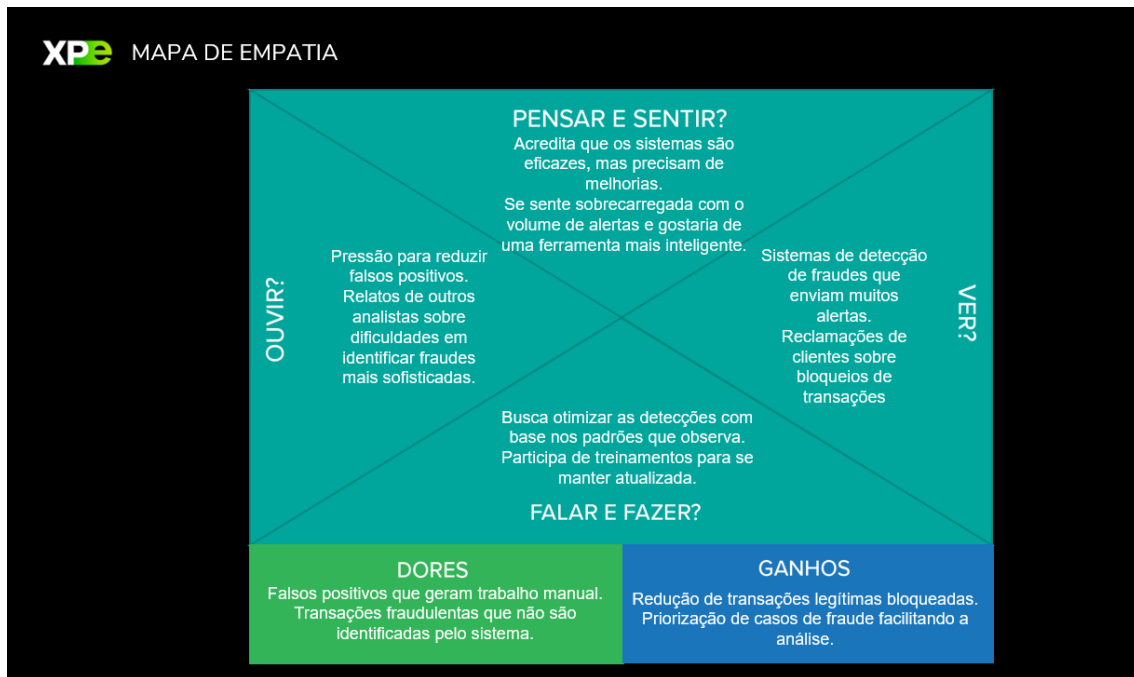 XPe MAPA DE EMPATIA
PENSAR E SENTIR?
Acredita que os sistemas são
eficazes, mas precisam de
melhorias.
Se sente sobrecarregada com o
volume de alertas e gostaria de
uma ferramenta mais inteligente.
OUVIR?
Pressão para reduzir
falsos positivos.
Relatos de outros
analistas sobre
dificuldades em
identificar fraudes
mais sofisticadas.
Sistemas de detecção
de fraudes que
enviam muitos
alertas.
Reclamações de
clientes sobre
bloqueios de
transações
VER?
Busca otimizar as detecções com
base nos padrões que observa.
Participa de treinamentos para se
manter atualizada.
FALAR E FAZER?
DORES
Falsos positivos que geram trabalho manual.
Transações fraudulentas que não são
identificadas pelo sistema.
GANHOS
Redução de transações legítimas bloqueadas.
Priorização de casos de fraude facilitando a
análise.